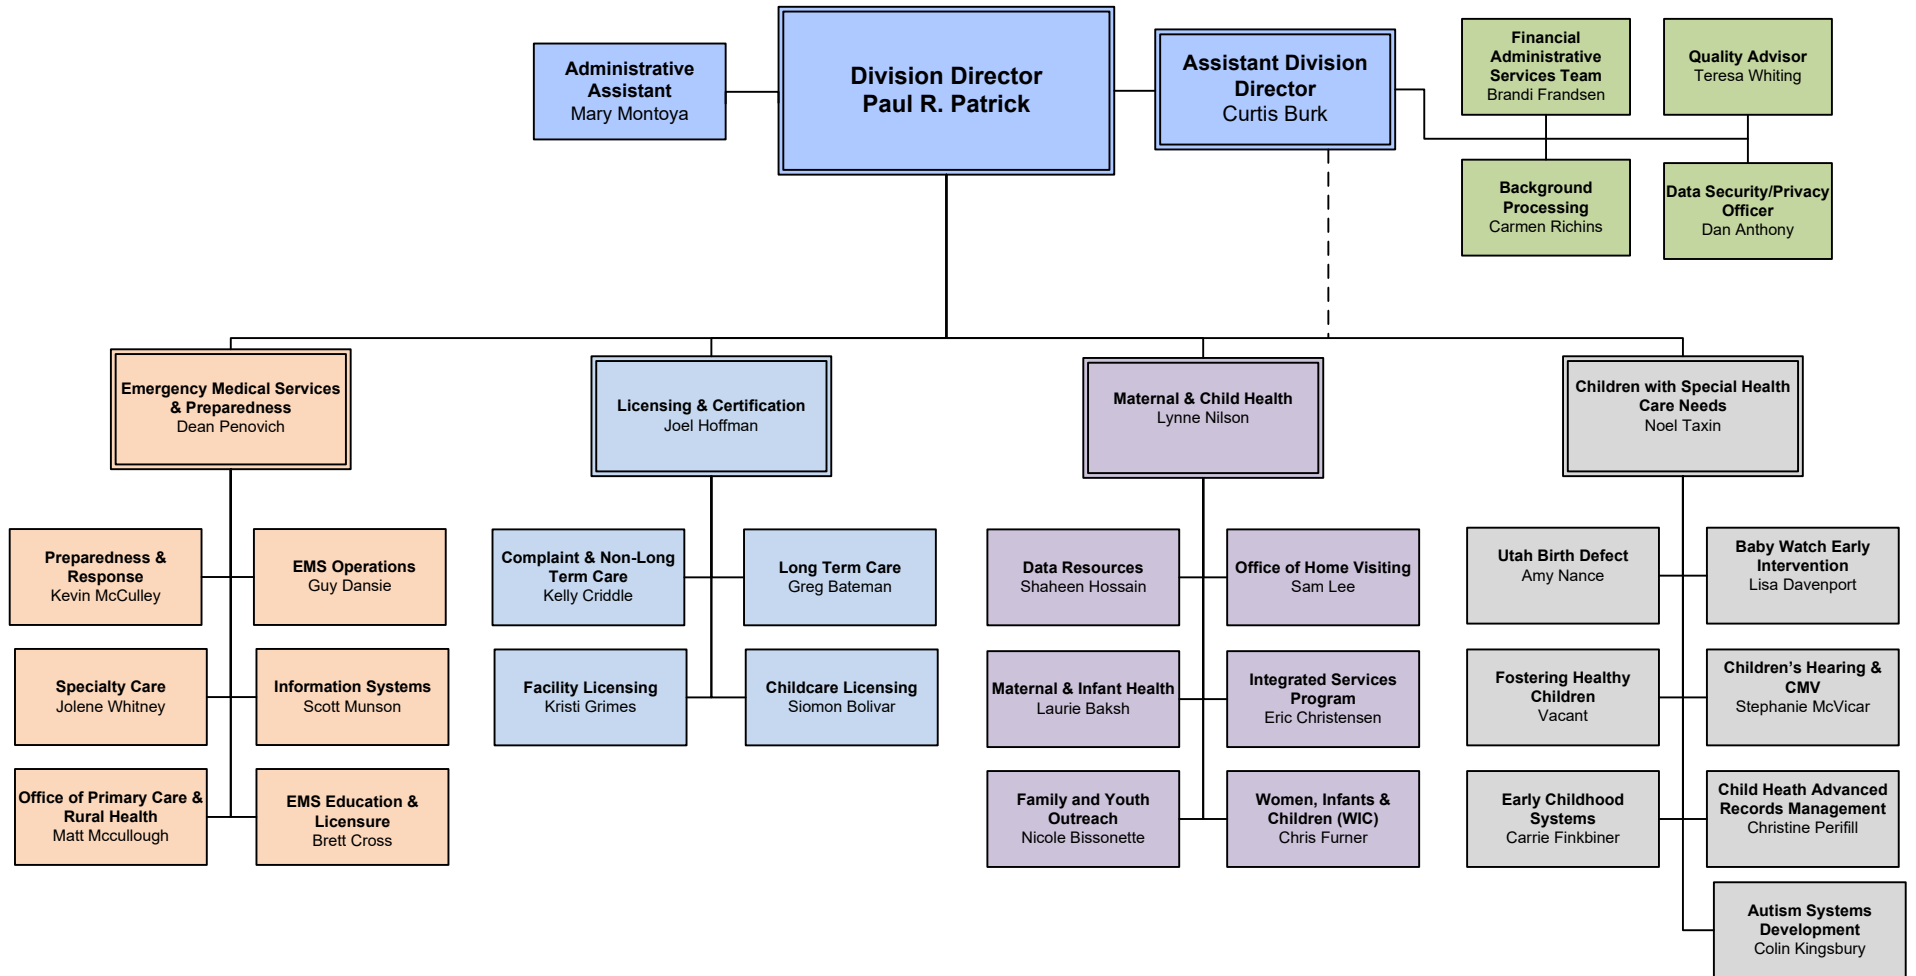 Administrative
Assistant
Mary Montoya
Division Director
Paul R. Patrick
Assistant Division
Director
Curtis Burk
Financial
Administrative
Services Team
Brandi Frandsen
Quality Advisor
Teresa Whiting
Background
Processing
Carmen Richins
Data Security/Privacy
Officer
Dan Anthony
Emergency Medical Services
& Preparedness
Dean Penovich
Licensing & Certification
Joel Hoffman
Maternal & Child Health
Lynne Nilson
Children with Special Health
Care Needs
Noel Taxin
Preparedness &
Response
Kevin McCulley
EMS Operations
Guy Dansie
Specialty Care
Jolene Whitney
Information Systems
Scott Munson
Office of Primary Care &
Rural Health
Matt Mccullough
EMS Education &
Licensure
Brett Cross
Complaint & Non-Long
Term Care
Kelly Criddle
Long Term Care
Greg Bateman
Facility Licensing
Kristi Grimes
Childcare Licensing
Siomon Bolivar
Data Resources
Shaheen Hossain
Office of Home Visiting
Sam Lee
Maternal & Infant Health
Laurie Baksh
Integrated Services
Program
Eric Christensen
Family and Youth
Outreach
Nicole Bissonette
Women, Infants &
Children (WIC)
Chris Furner
Utah Birth Defect
Amy Nance
Baby Watch Early
Intervention
Lisa Davenport
Fostering Healthy
Children
Vacant
Children’s Hearing &
CMV
Stephanie McVicar
Early Childhood
Systems
Carrie Finkbiner
Child Heath Advanced
Records Management
Christine Perifill
Autism Systems
Development
Colin Kingsbury